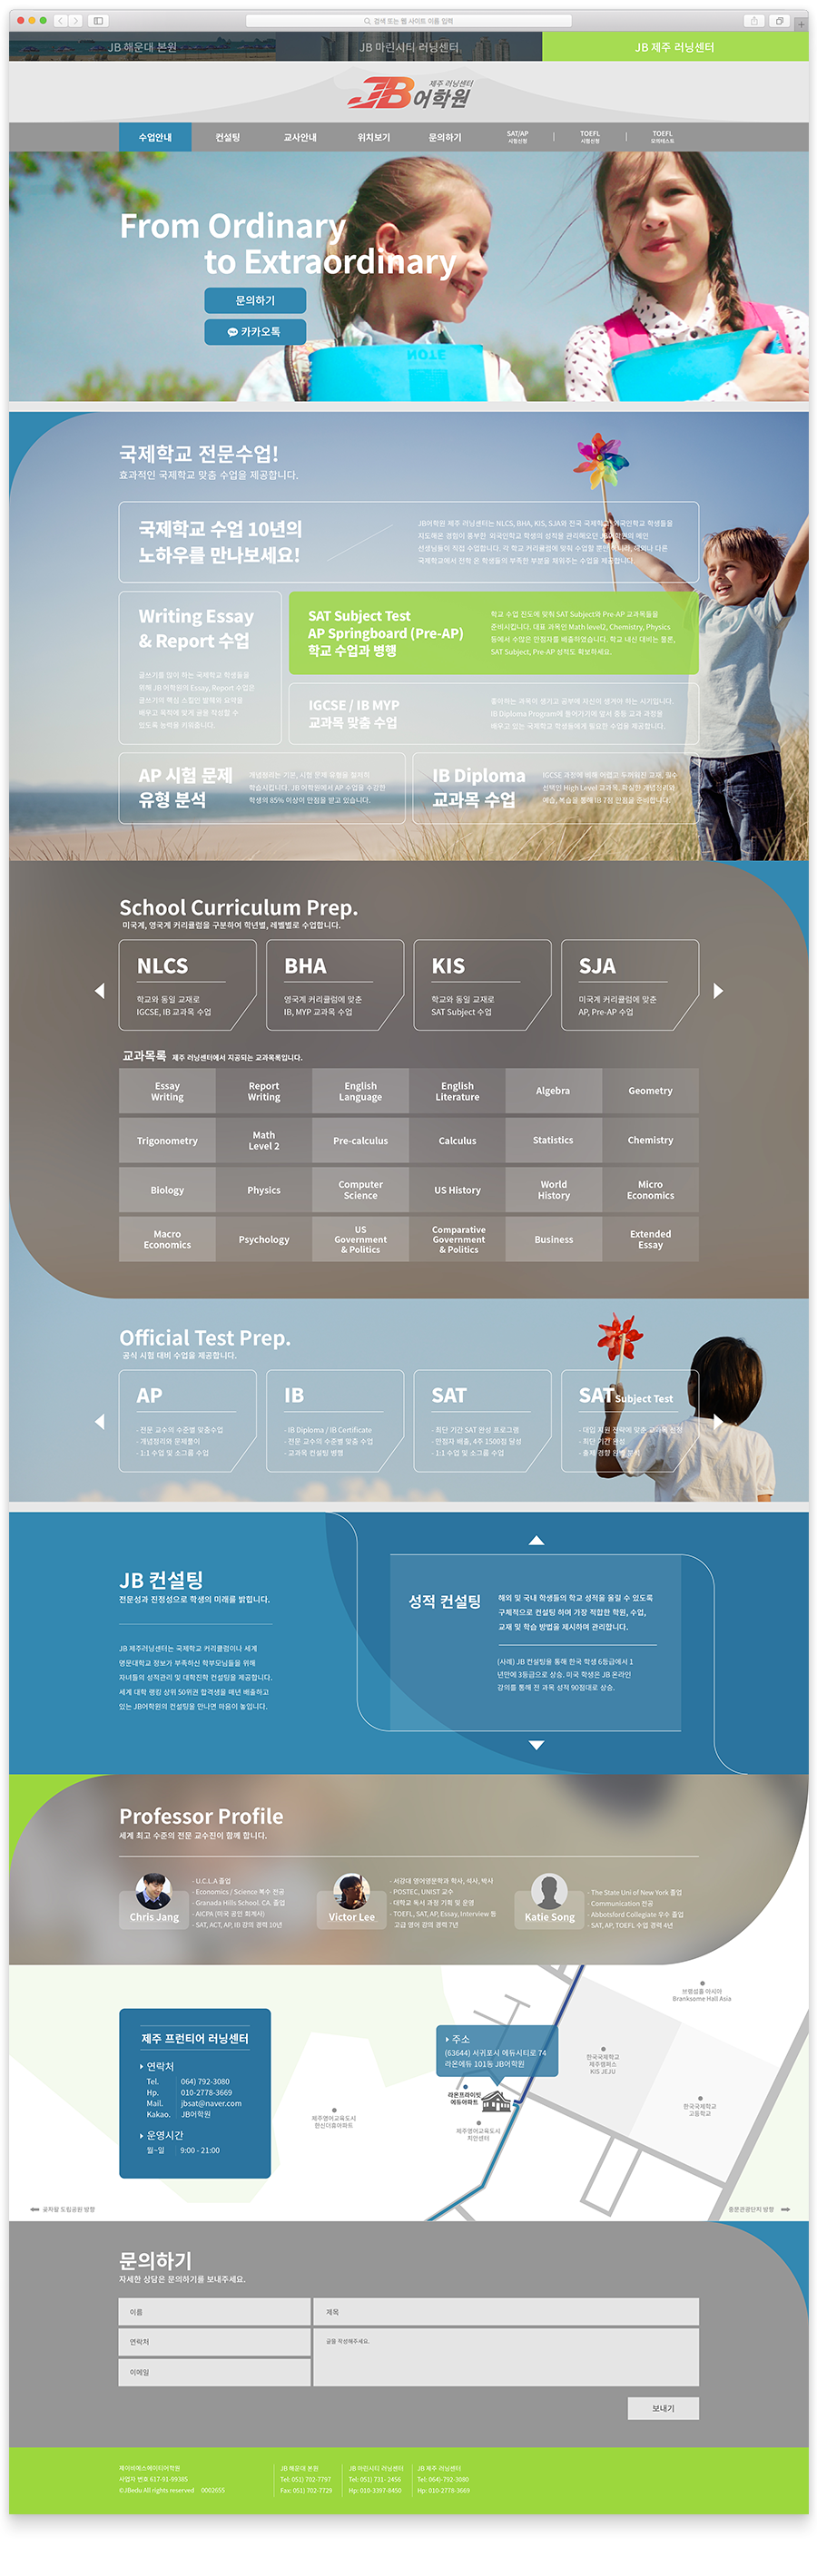 검색 또는 웹 사이트 이름 입력
JB 해운대 본원
JB 마린시티 러닝센터
JB 제주 러닝센터
제주 러닝센터
JB어학원
수업안내
컨설팅
교사안내
위치보기
문의하기
SAT/AP
시험신청
TOEFL
시험신청
TOEFL
모의테스트
From Ordinary
to Extraordinary
문의하기
카카오톡
NOTE
국제학교 전문수업!
효과적인 국제학교 맞춤 수업을 제공합니다.
국제학교 수업 10년의
노하우를 만나보세요!
JB어학원 제주 러닝센터는 NLCS, BHA, KIS, SJA와 전국 국제학교, 외국인학교 학생들을
지도해온 경험이 풍부한 외국인학교 학생의 성적을 관리해오던 JB어학원의 메인
선생님들이 직접 수업합니다. 각 학교 커리큘럼에 맞춰 수업할 뿐만 아니라, 해외나 다른
국제학교에서 전학 온 학생들의 부족한 부분을 채워주는 수업을 제공합니다.
Writing Essay
& Report 수업
글쓰기를 많이 하는 국제학교 학생들을
위해 JB 어학원의 Essay, Report 수업은
글쓰기의 핵심 스킬인 발췌와 요약을
배우고 목적에 맞게 글을 작성할 수
있도록 능력을 키워줍니다.
SAT Subject Test
AP Springboard (Pre-AP)
학교 수업과 병행
학교 수업 진도에 맞춰 SAT Subject와 Pre-AP 교과목들을
준비시킵니다. 대표 과목인 Math level2, Chemistry, Physics
등에서 수많은 만점자를 배출하였습니다. 학교 내신 대비는 물론,
SAT Subject, Pre-AP 성적도 확보하세요.
IGCSE / IB MYP
교과목 맞춤 수업
좋아하는 과목이 생기고 공부에 자신이 생겨야 하는 시기입니다.
IB Diploma Program에 들어가기에 앞서 중등 교과 과정을
배우고 있는 국제학교 학생들에게 필요한 수업을 제공합니다.
AP 시험 문제
유형 분석
개념정리는 기본, 시험 문제 유형을 철저히
학습시킵니다. JB 어학원에서 AP 수업을 수강한
학생의 85% 이상이 만점을 받고 있습니다.
IB Diploma
교과목 수업
IGCSE 과정에 비해 어렵고 두꺼워진 교재, 필수
선택인 High Level 교과목. 확실한 개념정리와
예습, 복습을 통해 IB 7점 만점을 준비합니다.
School Curriculum Prep.
미국계, 영국계 커리큘럼을 구분하여 학년별, 레벨별로 수업합니다.
NLCS
학교와 동일 교재로
IGCSE, IB 교과목 수업
BHA
영국계 커리큘럼에 맞춘
IB, MYP 교과목 수업
KIS
학교와 동일 교재로
SAT Subject 수업
SJA
미국계 커리큘럼에 맞춘
AP, Pre-AP 수업
교과목록 제주 러닝센터에서 지공되는 교과목록입니다.
Essay
Writing
Report
Writing
English
Language
English
Literature
Algebra
Geometry
Trigonometry
Math
Level 2
Pre-calculus
Calculus
Statistics
Chemistry
Biology
Physics
Computer
Science
US History
World
History
Micro
Economics
Macro
Economics
Psychology
US
Government
& Politics
Comparative
Government
& Politics
Business
Extended
Essay
Official Test Prep.
공식 시험 대비 수업을 제공합니다.
AP
- 전문 교수의 수준별 맞춤수업
- 개념정리와 문제풀이
- 1:1 수업 및 소그룹 수업
IB
- IB Diploma / IB Certificate
- 전문 교수의 수준별 맞춤 수업
- 교과목 컨설팅 병행
SAT
- 최단 기간 SAT 완성 프로그램
- 만점자 배출, 4주 1500점 달성
- 1:1 수업 및 소그룹 수업
SAT Subject Test
- 대입 지원 전략에 맞춘 교과목 선정
- 최단 기간 완성
- 출제 경향 완벽 분석
JB 컨설팅
전문성과 진정성으로 학생의 미래를 밝힙니다.
JB 제주러닝센터는 국제학교 커리큘럼이나 세계
명문대학교 정보가 부족하신 학부모님들을 위해
자녀들의 성적관리 및 대학진학 컨설팅을 제공합니다.
세계 대학 랭킹 상위 50위권 합격생을 매년 배출하고
있는 JB어학원의 컨설팅을 만나면 마음이 놓입니다.
성적 컨설팅
해외 및 국내 학생들의 학교 성적을 올릴 수 있도록
구체적으로 컨설팅 하며 가장 적합한 학원, 수업,
교재 및 학습 방법을 제시하며 관리합니다.
(사례) JB 컨설팅을 통해 한국 학생 6등급에서 1
년만에 3등급으로 상승. 미국 학생은 JB 온라인
강의를 통해 전 과목 성적 90점대로 상승.
Professor Profile
세계 최고 수준의 전문 교수진이 함께 합니다.
Chris Jang
- U.C.L.A 졸업
- Economics / Science 복수 전공
- Granada Hills School. CA. 졸업
- AICPA (미국 공인 회계사)
- SAT, ACT, AP, IB 강의 경력 10년
Victor Lee
- 서강대 영어영문학과 학사, 석사, 박사
- POSTEC, UNIST 교수
- 대학교 독서 과정 기획 및 운영
- TOEFL, SAT, AP, Essay, Interview 등
고급 영어 강의 경력 7년
Katie Song
- The State Uni of New York 졸업
- Communication 전공
- Abbotsford Collegiate 우수 졸업
- SAT, AP, TOEFL 수업 경력 4년
제주 프런티어 러닝센터
연락처
Tel. 064) 792-3080
Hp. 010-2778-3669
Mail. jbsat@naver.com
Kakao. JB어학원
운영시간
월~일 9:00 - 21:00
주소
(63644) 서귀포시 에듀시티로 74
라온에듀 101동 JB어학원
라온프라이빗
에듀아파트
제주영어교육도시
한신더휴아파트
제주영어교육도시
치안센터
브랭섬홀 아시아
Branksome Hall Asia
한국국제학교
제주캠퍼스
KIS JEJU
한국국제학교
고등학교
곶자왈 도립공원 방향
중문관광단지 방향
문의하기
자세한 상담은 문의하기를 보내주세요.
이름
제목
연락처
글을 작성해주세요.
이메일
보내기
제이비에스에이티어학원
사업자 번호 617-91-99385
©JBedu All rights reserved 0002655
JB 해운대 본원
Tel: 051) 702-7797
Fax: 051) 702-7729
JB 마린시티 러닝센터
Tel: 051) 731- 2456
Hp: 010-3397-8450
JB 제주 러닝센터
Tel: 064)-792-3080
Hp: 010-2778-3669